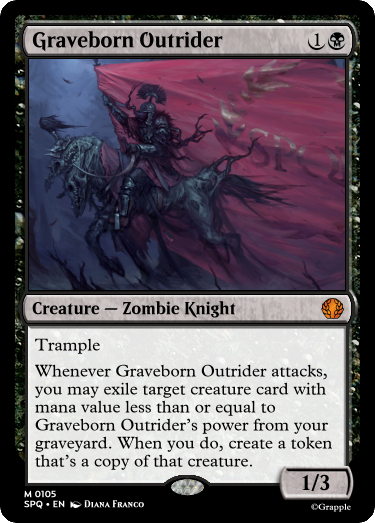 Graveborn Outrider 1
SPQR
Creature — Zombie Knight
Trample
Whenever Graveborn Outrider attacks,
you may exile target creature card with
mana value less than or equal to
Graveborn Outrider's power from your
graveyard. When you do, create a token
that's a copy of that creature.
1/3
M 0105
SPQ • EN Diana Franco
©Grapple